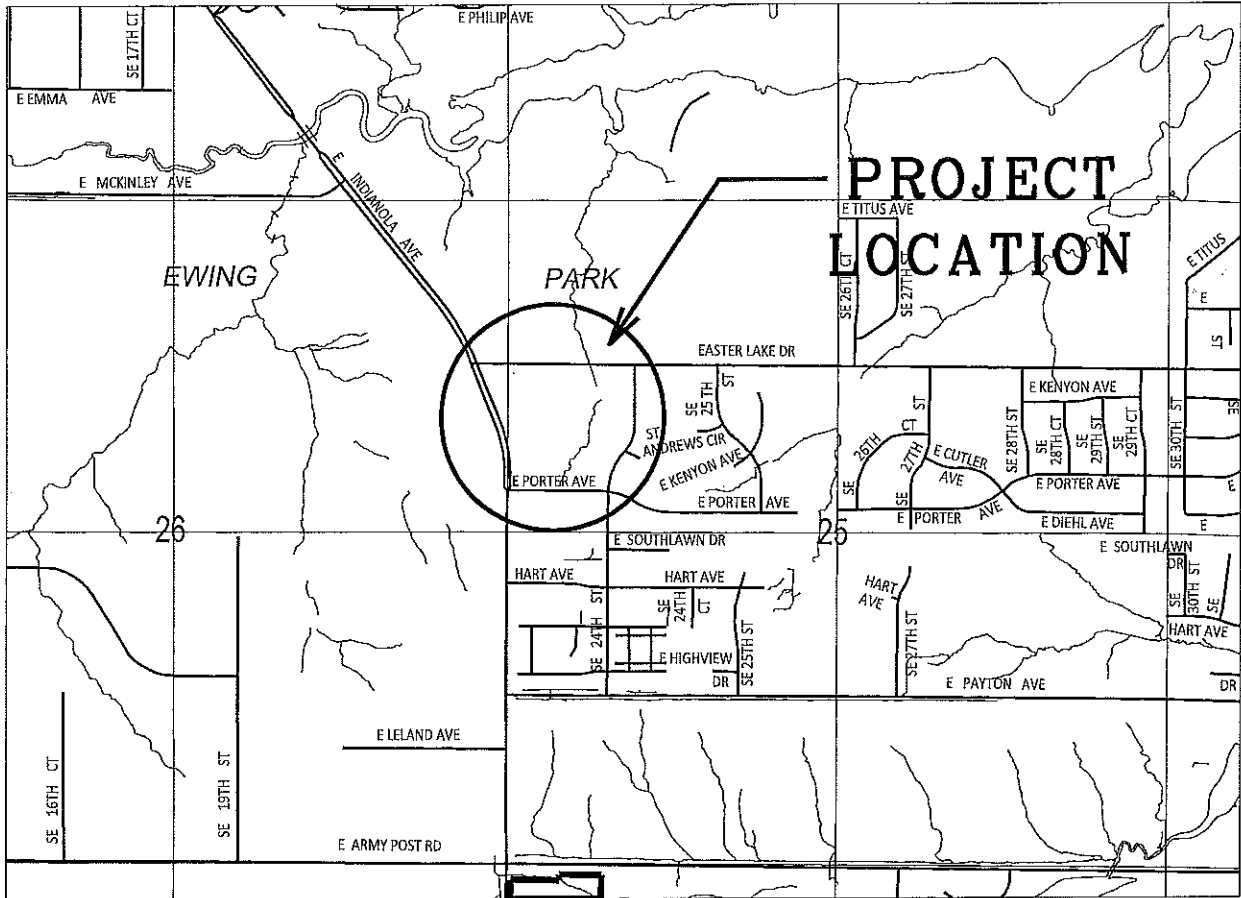 E PHILIP AVE
SE 17TH CT
E EMMA AVE
E MCKINLEY AVE
E INDIANOLA AVE
PROJECT
LOCATION
E TITUS AVE
SE 26TH CT
SE 27TH CT
E TITUS
E
ST
EWING
PARK
EASTER LAKE DR
SE
25TH
ST
ST
ANDREWS CIR
E KENYON AVE
E PORTER AVE
E PORTER AVE
SE 26TH CT
SE 27TH ST
E CUTLER
AVE
E PORTER AVE
SE 28TH ST
E KENYON AVE
SE
28TH CT
SE
29TH ST
SE
29TH CT
SE 30TH ST
SE
E PORTER AVE
E
E DIEHL AVE
E
26
25
E SOUTHLAWN DR
E SOUTHLAWN
DR
SE
30TH ST
SE
HART AVE
HART AVE
HART AVE
SE
24TH
CT
HART
AVE
SE 24TH ST
E HIGHVIEW
DR
SE 25TH ST
SE 27TH ST
E PAYTON AVE
DR
E LELAND AVE
SE 16TH CT
SE 19TH ST
E ARMY POST RD